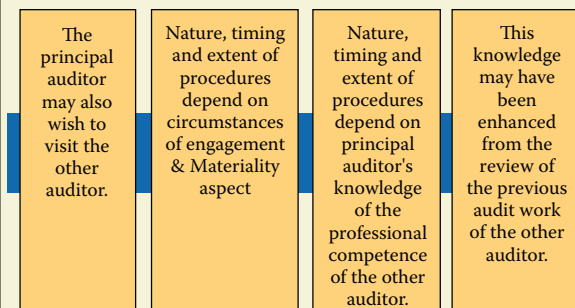 The
principal
auditor
may also
wish to
visit the
other
auditor.
Nature, timing
and extent of
procedures
depend on
circumstances
of engagement
& Materiality
aspect
Nature,
timing and
extent of
procedures
depend on
principal
auditor's
knowledge
of the
professional
competence
of the other
auditor.
This
knowledge
may have
been
enhanced
from the
review of
the previous
audit work
of the other
auditor.